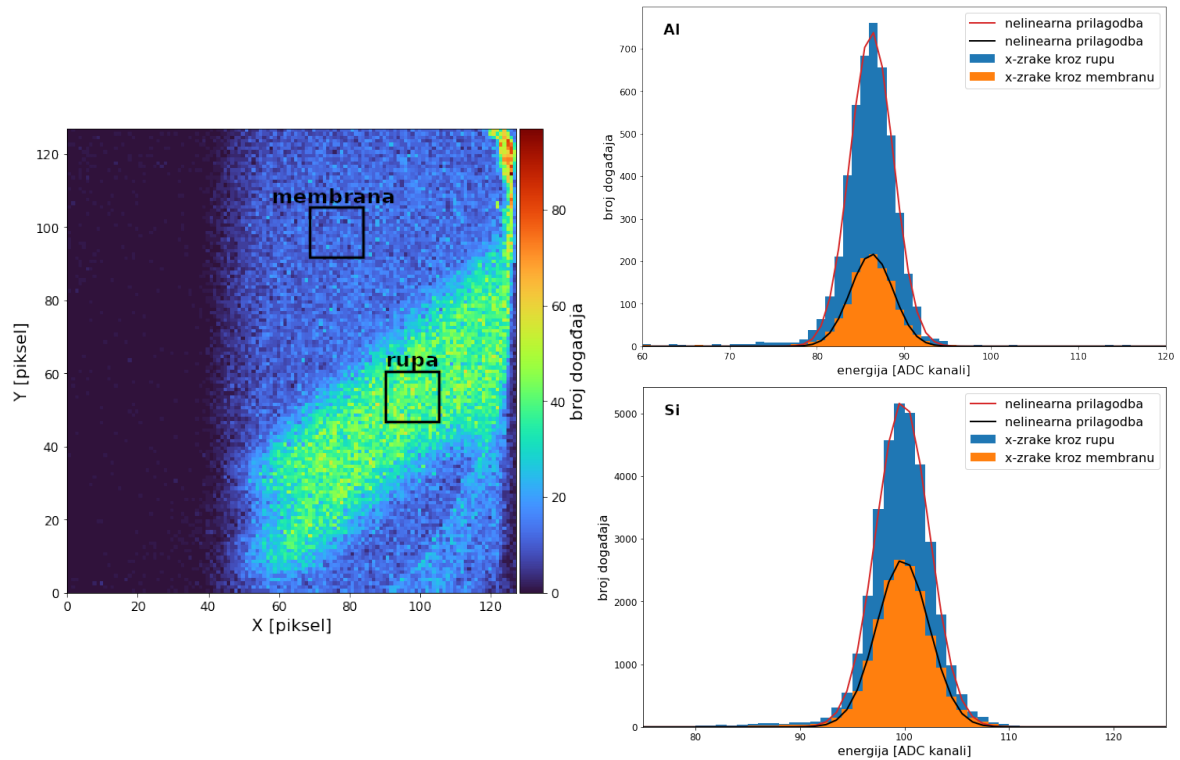 membrana
rupa
120
100
80
60
40
20
0
0
20
40
60
80
100
120
X [piksel]
Y [piksel]
80
60
40
20
0
broj događaja
Al
nelinearna prilagodba
nelinearna prilagodba
x-zrake kroz rupu
x-zrake kroz membranu
700
600
500
400
300
200
100
0
60
70
80
90
100
110
120
broj događaja
energija [ADC kanali]
Si
nelinearna prilagodba
nelinearna prilagodba
x-zrake kroz rupu
x-zrake kroz membranu
5000
4000
3000
2000
1000
0
80
90
100
110
120
broj događaja
energija [ADC kanali]